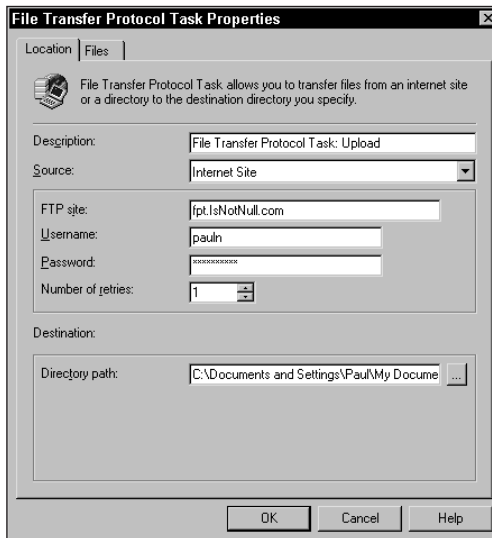 File Transfer Protocol Task Properties
Location Files
File Transfer Protocol Task allows you to transfer files from an internet site
or a directory to the destination directory you specify.
Description: File Transfer Protocol Task: Upload
Source: Internet Site
FTP site: fpt.IsNotNull.com
Username: pauln
Password: xxxxxxxxxx
Number of retries: 1
Destination:
Directory path: C:\Documents and Settings\Paul\My Docume ...
OK Cancel Help